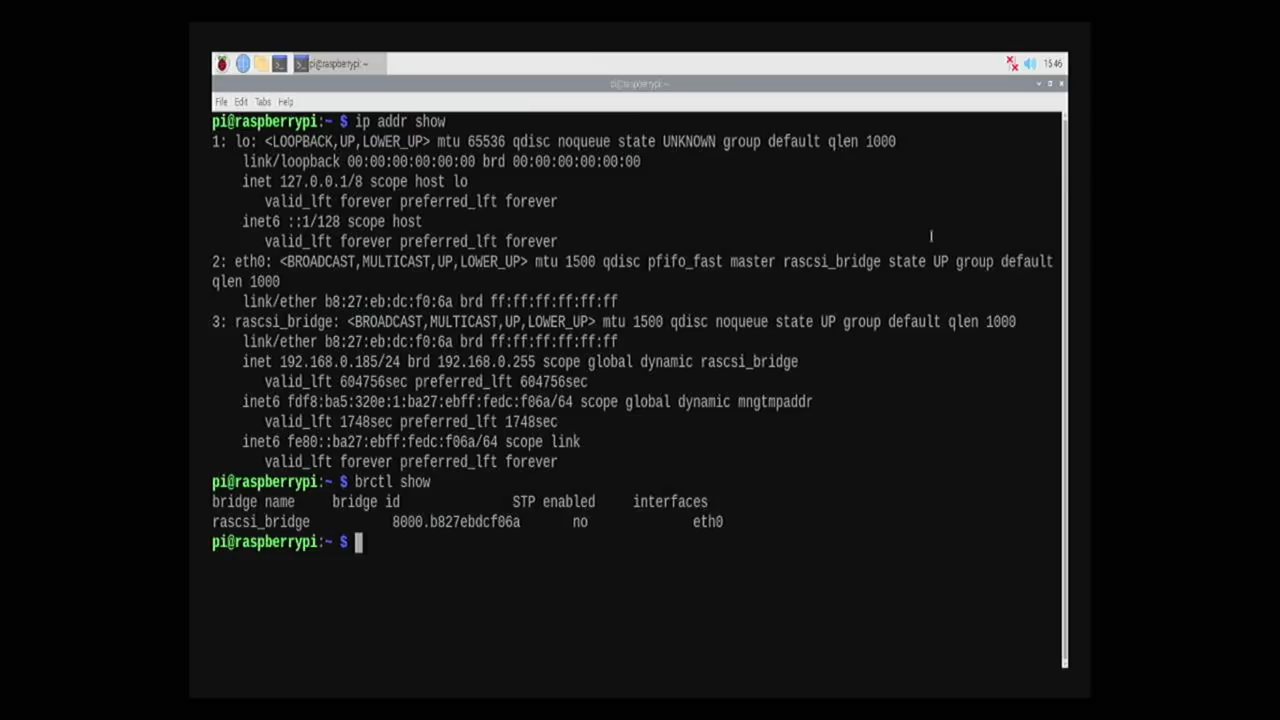 pi@raspberrypi: ~
15:46
pi@raspberrypi: ~
File Edit Tabs Help
pi@raspberrypi:~ $ ip addr show
1: lo: <LOOPBACK,UP,LOWER_UP> mtu 65536 qdisc noqueue state UNKNOWN group default qlen 1000
link/loopback 00:00:00:00:00:00 brd 00:00:00:00:00:00
inet 127.0.0.1/8 scope host lo
valid_lft forever preferred_lft forever
inet6 ::1/128 scope host
valid_lft forever preferred_lft forever
2: eth0: <BROADCAST,MULTICAST,UP,LOWER_UP> mtu 1500 qdisc pfifo_fast master rascsi_bridge state UP group default
qlen 1000
link/ether b8:27:eb:dc:f0:6a brd ff:ff:ff:ff:ff:ff
3: rascsi_bridge: <BROADCAST,MULTICAST,UP,LOWER_UP> mtu 1500 qdisc noqueue state UP group default qlen 1000
link/ether b8:27:eb:dc:f0:6a brd ff:ff:ff:ff:ff:ff
inet 192.168.0.185/24 brd 192.168.0.255 scope global dynamic rascsi_bridge
valid_lft 604756sec preferred_lft 604756sec
inet6 fdf8:ba5:320e:1:ba27:ebff:fedc:f06a/64 scope global dynamic mngtmpaddr
valid_lft 1748sec preferred_lft 1748sec
inet6 fe80::ba27:ebff:fedc:f06a/64 scope link
valid_lft forever preferred_lft forever
pi@raspberrypi:~ $ brctl show
bridge name bridge id STP enabled interfaces
rascsi_bridge 8000.b827ebdcf06a no eth0
pi@raspberrypi:~ $